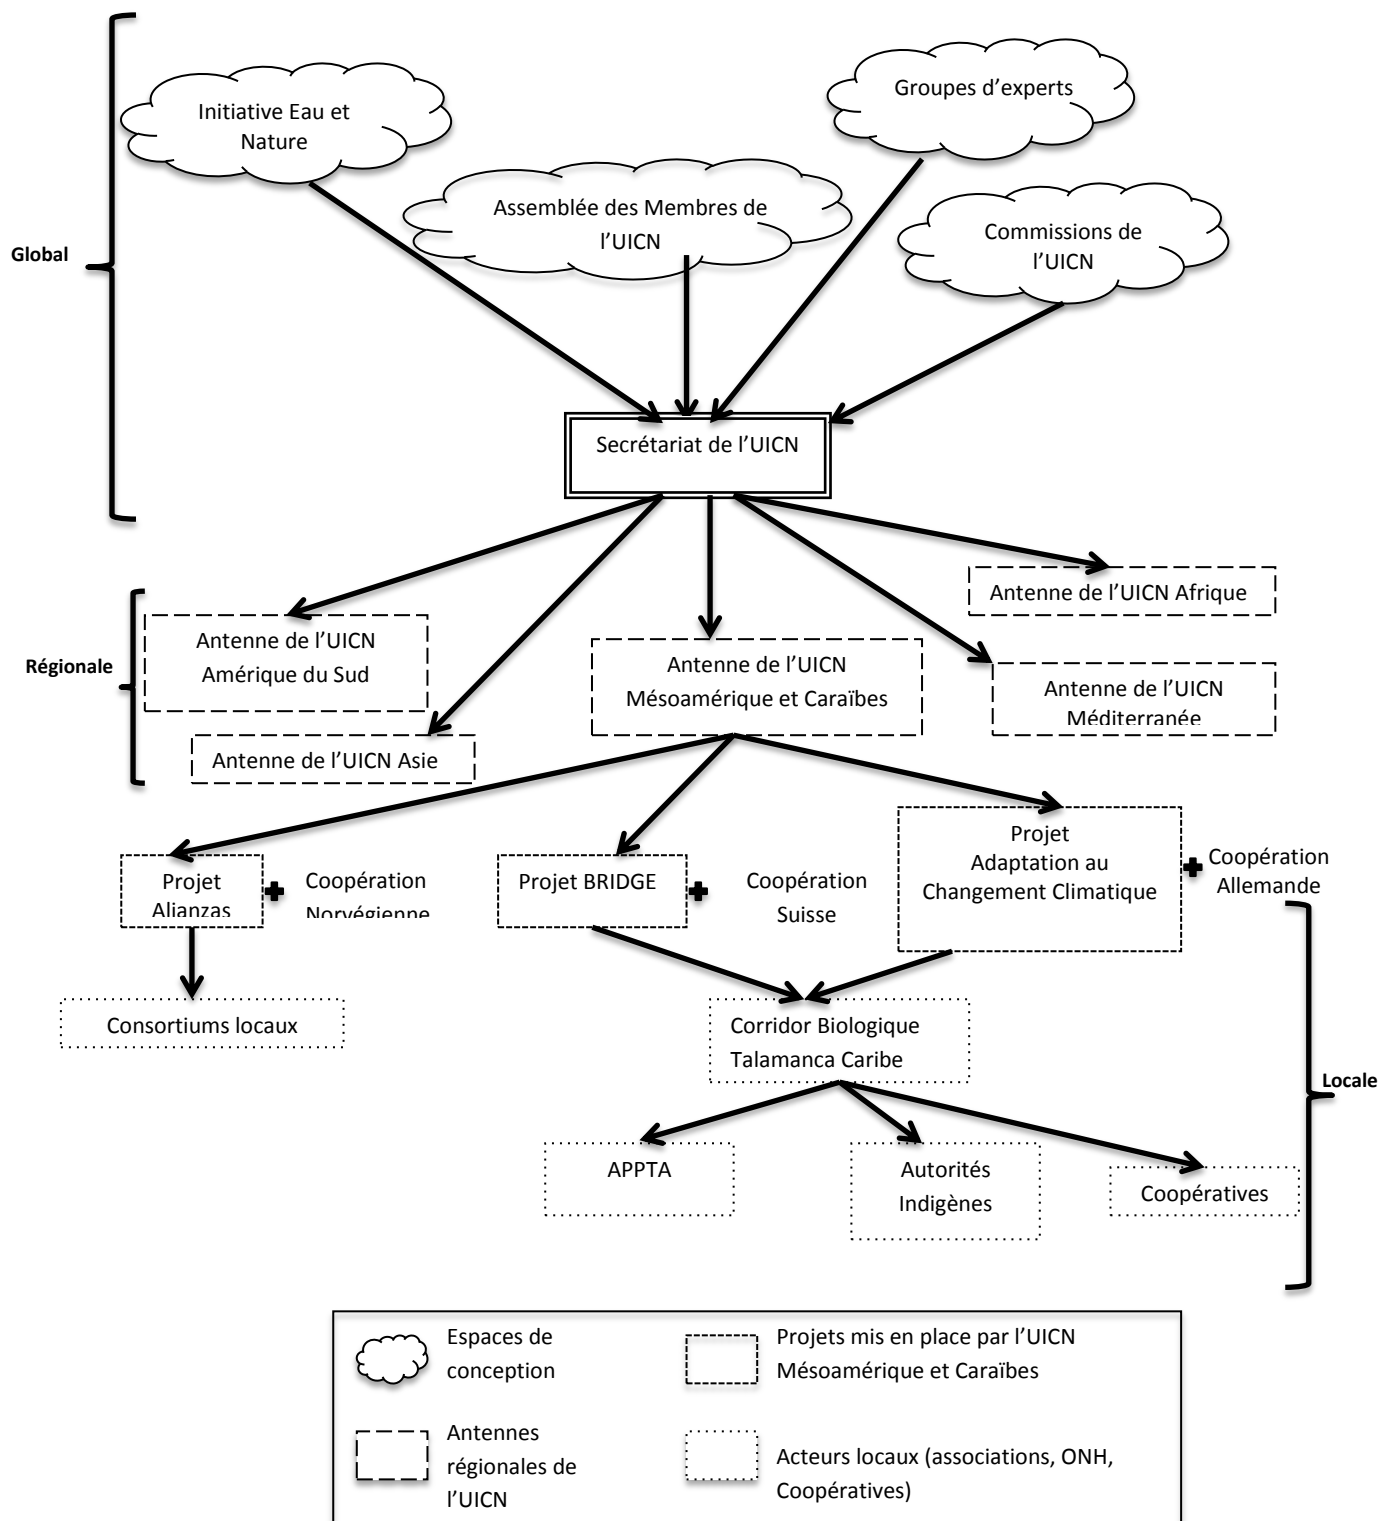 Initiative Eau et
Nature
Groupes d’experts
Assemblée des Membres de
l’UICN
Commissions de
l’UICN
Global
Secrétariat de l’UICN
Antenne de l’UICN Afrique
Antenne de l’UICN
Amérique du Sud
Régionale
Antenne de l’UICN
Mésoamérique et Caraïbes
Antenne de l’UICN
Méditerranée
Antenne de l’UICN Asie
Projet
Alianzas
Coopération
Norvégienne
Projet BRIDGE
Coopération
Suisse
Projet
Adaptation au
Changement Climatique
Coopération
Allemande
Consortiums locaux
Corridor Biologique
Talamanca Caribe
Locale
APPTA
Autorités
Indigènes
Coopératives
Espaces de
conception
Projets mis en place par l’UICN
Mésoamérique et Caraïbes
Antennes
régionales de
l’UICN
Acteurs locaux (associations, ONH,
Coopératives)